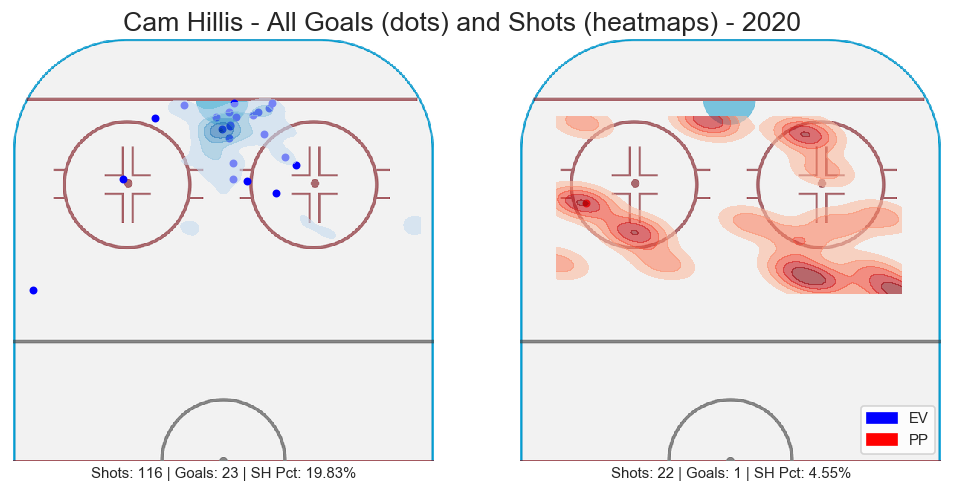 Cam Hillis - All Goals (dots) and Shots (heatmaps) - 2020
EV
PP
Shots: 116 | Goals: 23 | SH Pct: 19.83%
Shots: 22 | Goals: 1 | SH Pct: 4.55%